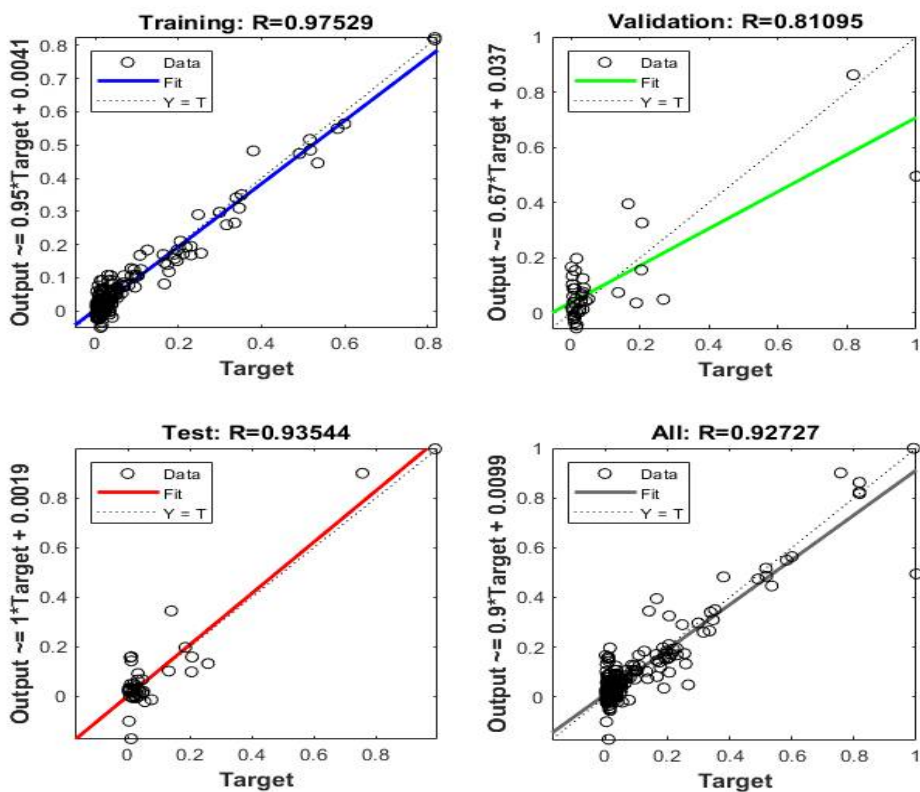 Training: R=0.97529
Output ~= 0.95*Target + 0.0041
Data
Fit
Y = T
0.8
0.7
0.6
0.5
0.4
0.3
0.2
0.1
0
0
0.2
0.4
0.6
0.8
Target
Validation: R=0.81095
Output ~= 0.67*Target + 0.037
Data
Fit
Y = T
1
0.8
0.6
0.4
0.2
0
0
0.2
0.4
0.6
0.8
1
Target
Test: R=0.93544
Output ~= 1*Target + 0.0019
Data
Fit
Y = T
1
0.8
0.6
0.4
0.2
0
0
0.2
0.4
0.6
0.8
Target
All: R=0.92727
Output ~= 0.9*Target + 0.0099
Data
Fit
Y = T
1
0.8
0.6
0.4
0.2
0
0
0.2
0.4
0.6
0.8
1
Target